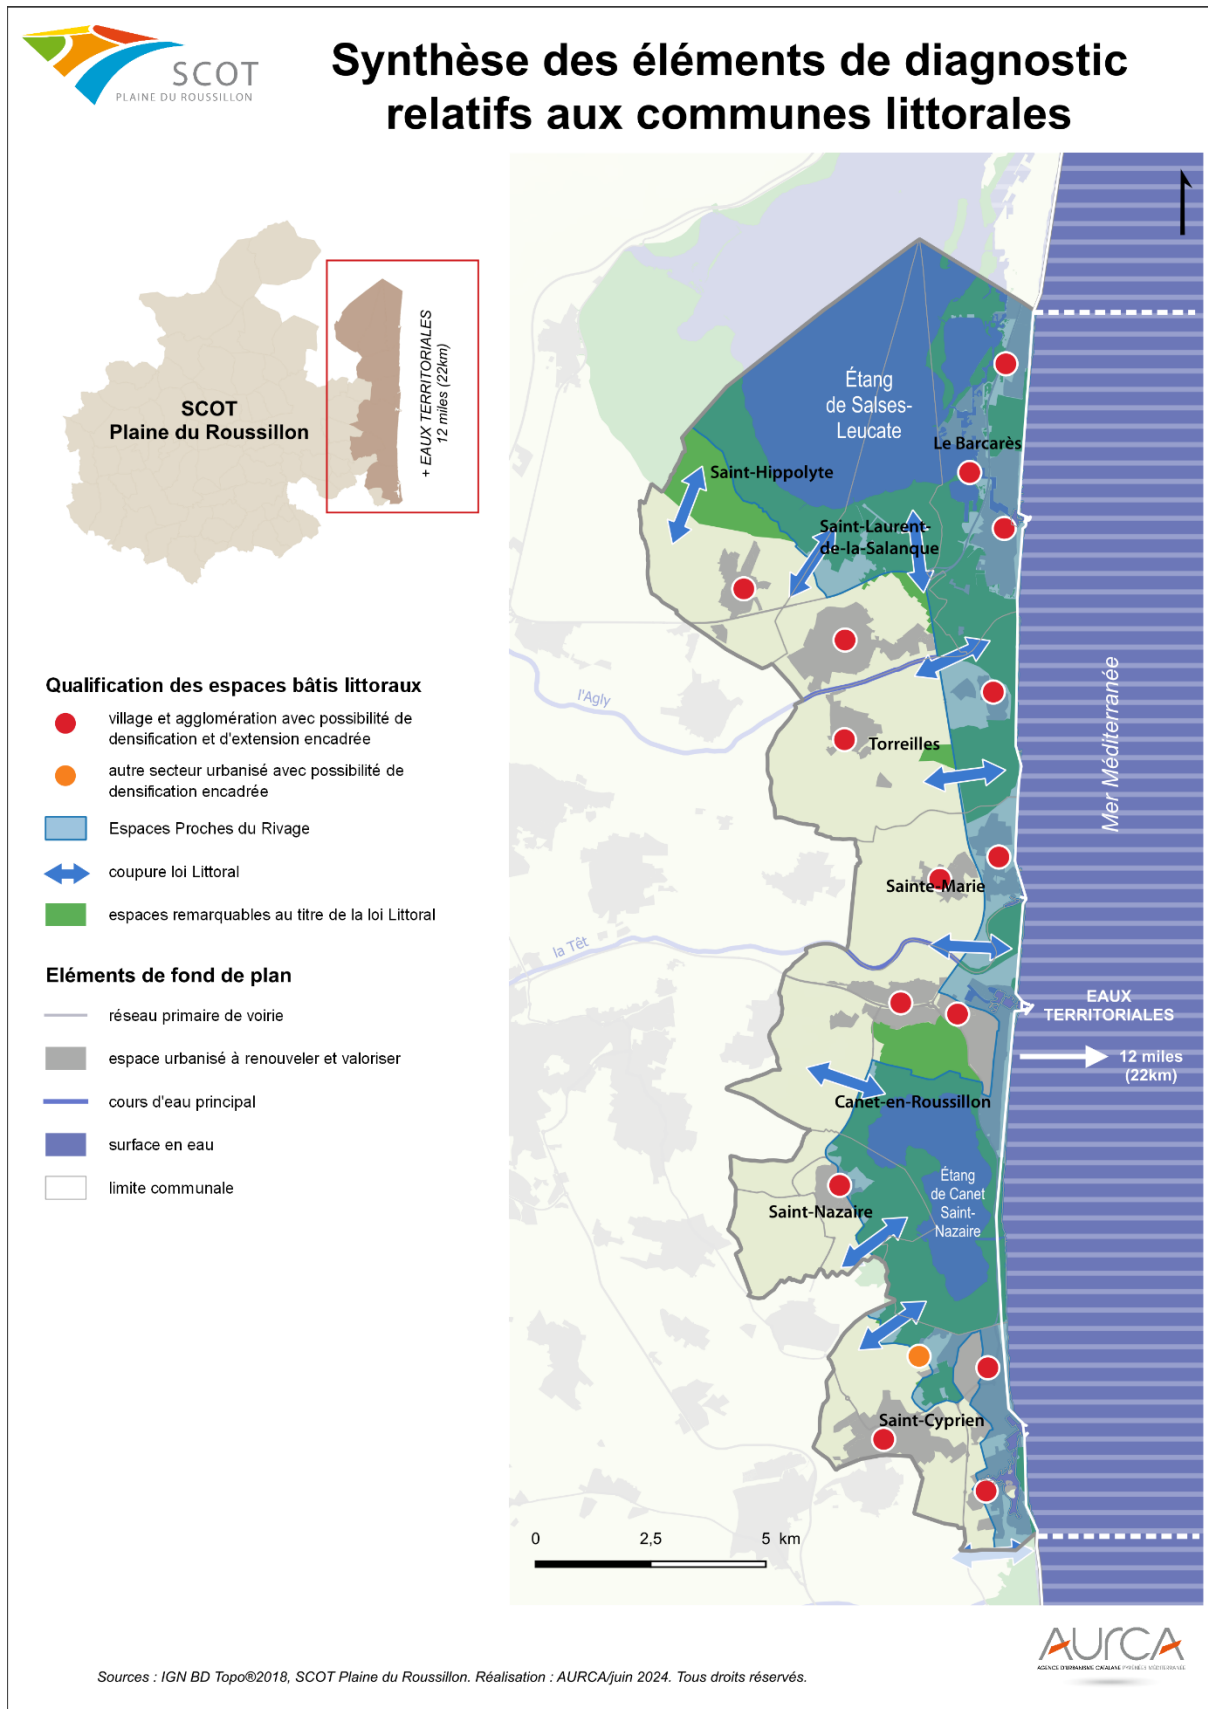 SCOT
PLAINE DU ROUSSILLON
Synthèse des éléments de diagnostic
relatifs aux communes littorales
SCOT
Plaine du Roussillon
+ EAUX TERRITORIALES
12 miles (22km)
Qualification des espaces bâtis littoraux
village et agglomération avec possibilité de
densification et d'extension encadrée
autre secteur urbanisé avec possibilité de
densification encadrée
Espaces Proches du Rivage
coupure loi Littoral
espaces remarquables au titre de la loi Littoral
Eléments de fond de plan
réseau primaire de voirie
espace urbanisé à renouveler et valoriser
cours d'eau principal
surface en eau
limite communale
Étang
de Salses-
Leucate
Le Barcarès
Saint-Hippolyte
Saint-Laurent-
de-la-Salanque
l'Agly
Torreilles
Mer Méditerranée
Sainte-Marie
la Têt
EAUX
TERRITORIALES
12 miles
(22km)
Canet-en-Roussillon
Étang
de Canet
Saint-
Nazaire
Saint-Nazaire
Saint-Cyprien
0 2,5 5 km
AURCA
AGENCE D'URBANISME CATALANE PYRÉNÉES MÉDITERRANÉE
Sources : IGN BD Topo®2018, SCOT Plaine du Roussillon. Réalisation : AURCA/juin 2024. Tous droits réservés.